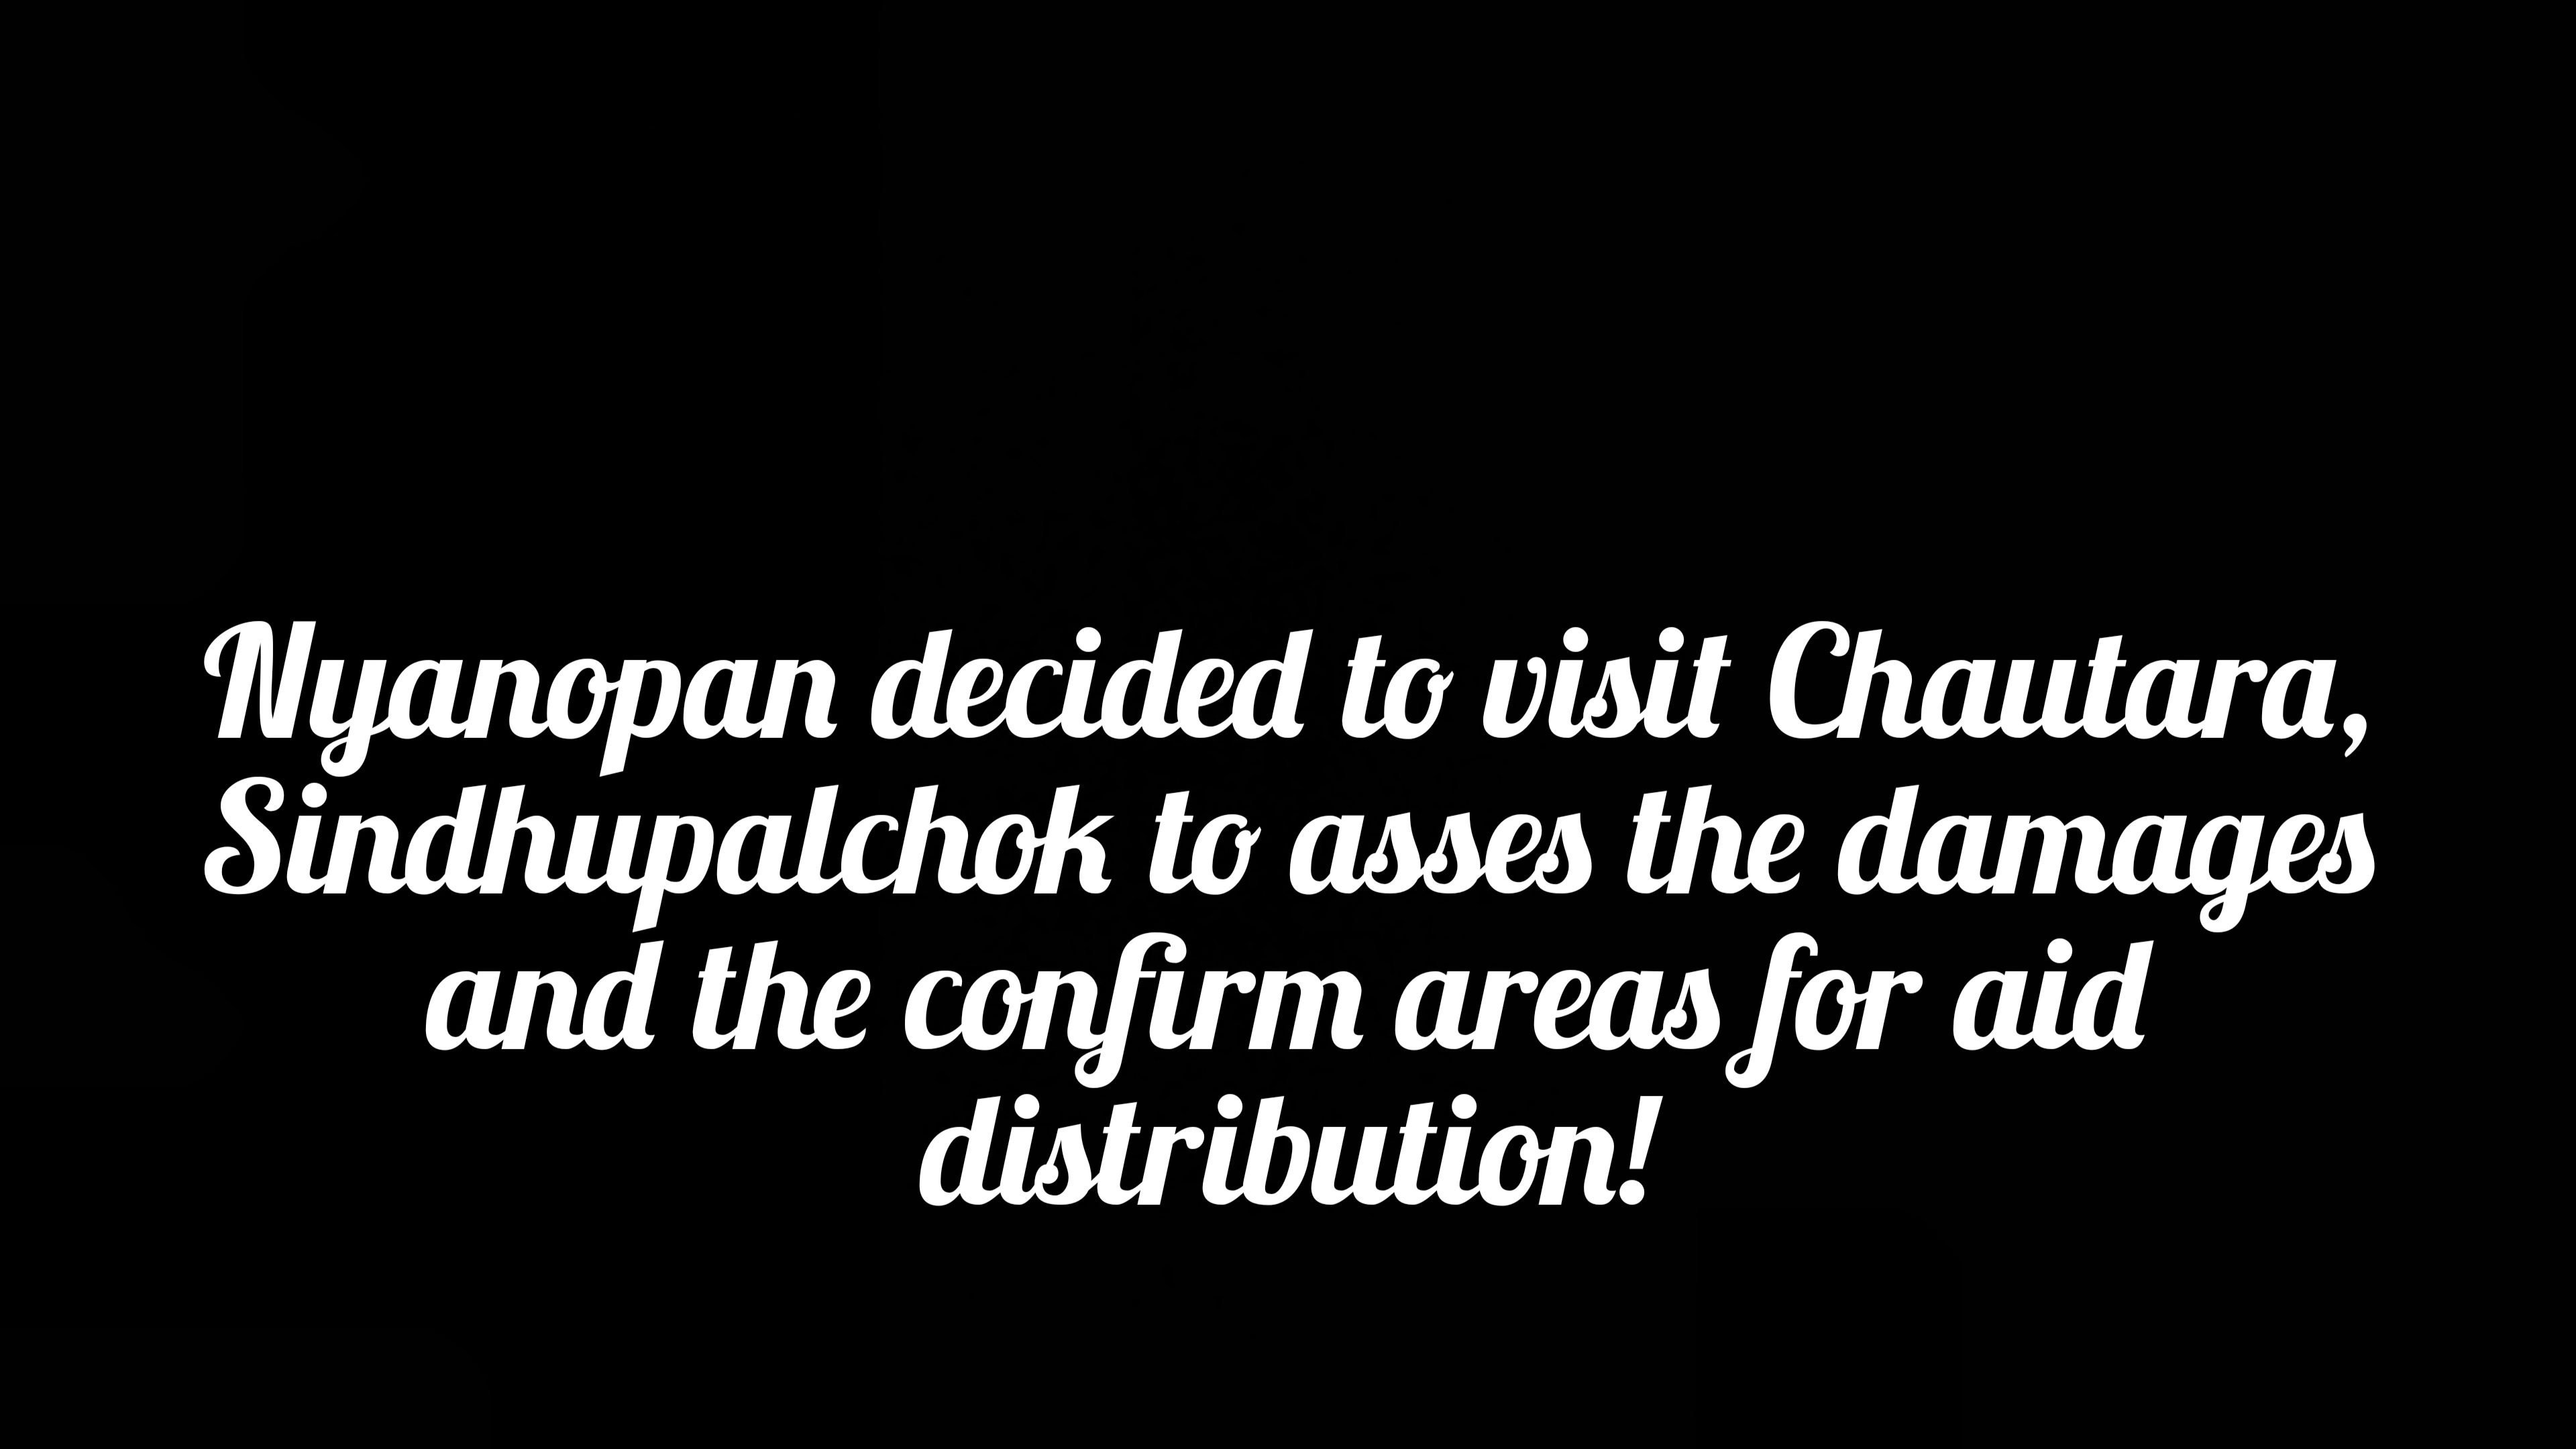 Nyanopan decided to visit Chautara,
Sindhupalchok to asses the damages
and the confirm areas for aid
distribution!